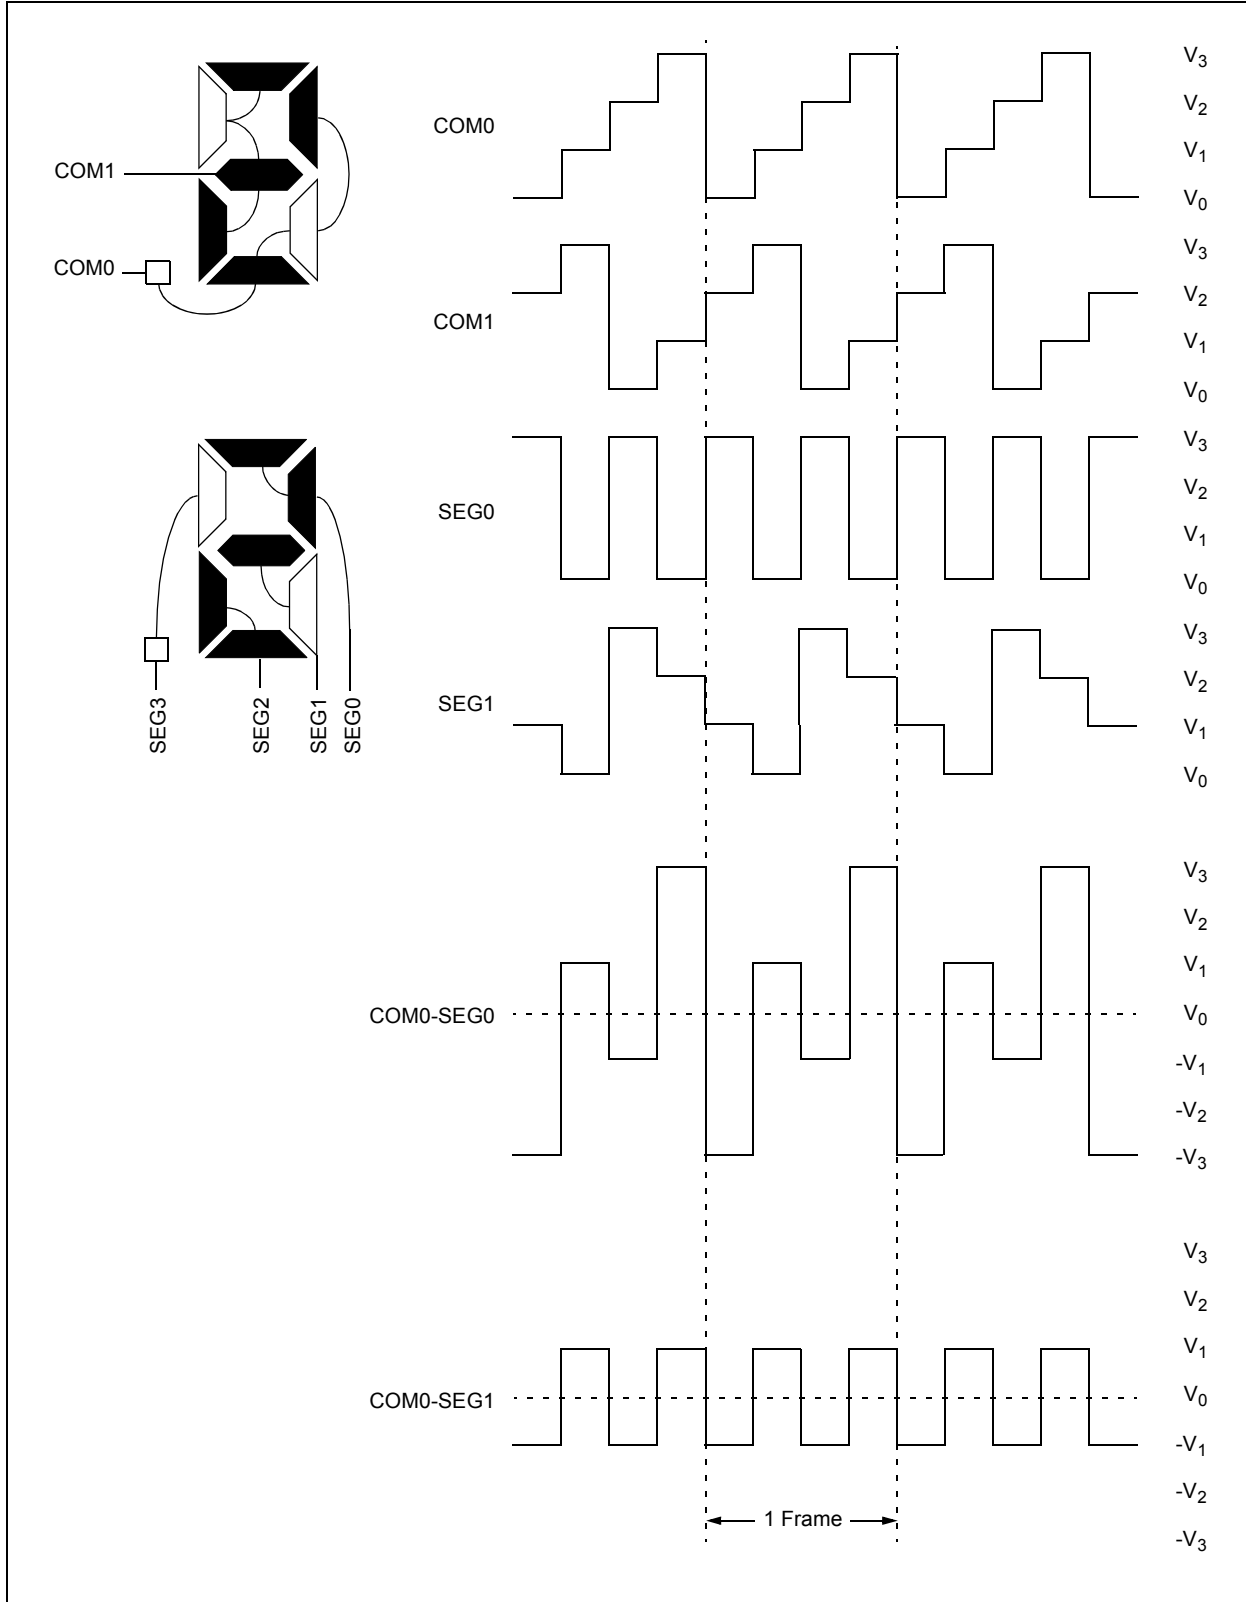 COM1
COM0
SEG3
SEG2
SEG1
SEG0
COM0
V3
V2
V1
V0
COM1
V3
V2
V1
V0
SEG0
V3
V2
V1
V0
SEG1
V3
V2
V1
V0
COM0-SEG0
V3
V2
V1
V0
-V1
-V2
-V3
COM0-SEG1
V3
V2
V1
V0
-V1
-V2
-V3
1 Frame